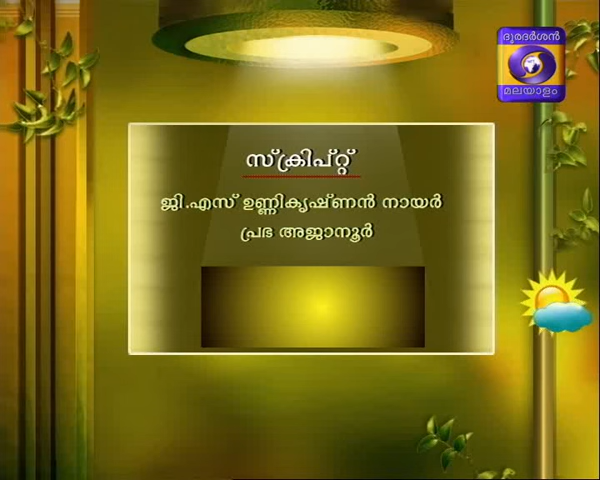 ദൂരദർശൻ
മലയാളം
സ്ക്രിപ്റ്റ്
ജി.എസ് ഉണ്ണികൃഷ്ണൻ നായർ
പ്രഭ അജാനൂർ